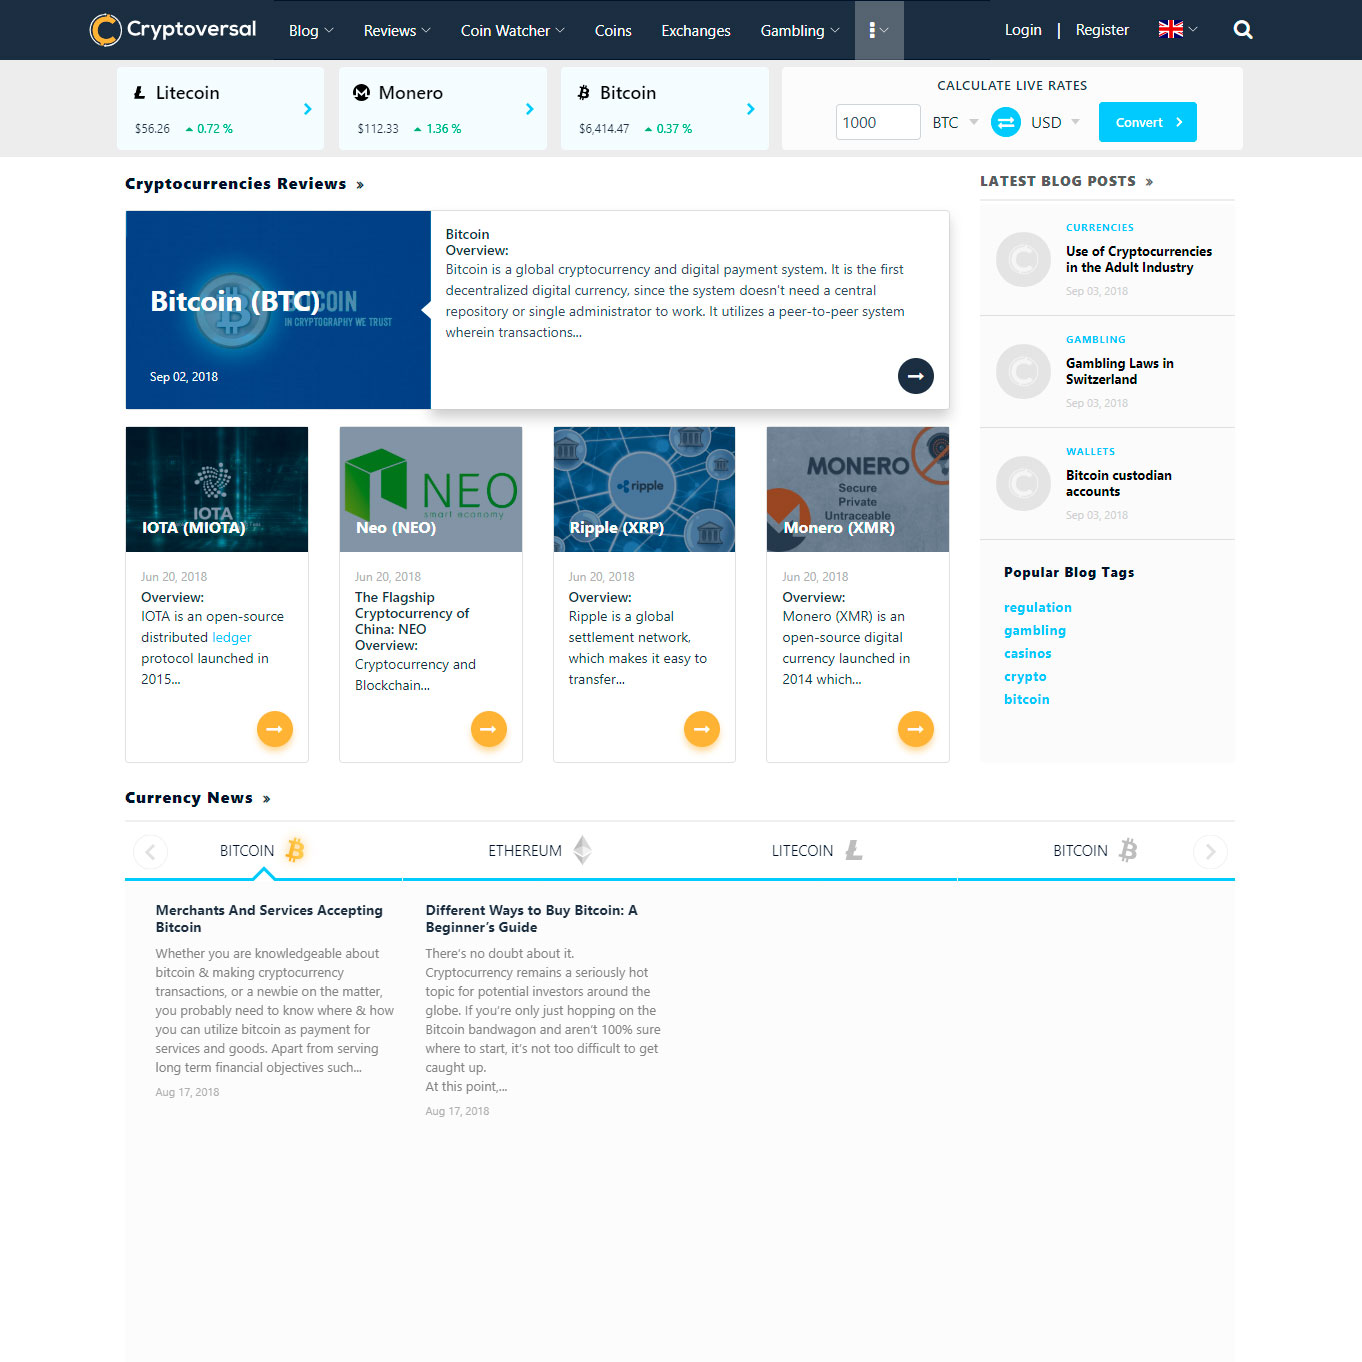 Cryptoversal
Blog
Reviews
Coin Watcher
Coins
Exchanges
Gambling
Login | Register
Litecoin
$56.26 0.72 %
Monero
$112.33 1.36 %
Bitcoin
$6,414.47 0.37 %
CALCULATE LIVE RATES
1000 BTC USD Convert
Cryptocurrencies Reviews »
BITCOIN
IN CRYPTOGRAPHY WE TRUST
Bitcoin (BTC)
Sep 02, 2018
Bitcoin
Overview:
Bitcoin is a global cryptocurrency and digital payment system. It is the first
decentralized digital currency, since the system doesn't need a central
repository or single administrator to work. It utilizes a peer-to-peer system
wherein transactions...
IOTA
IOTA (MIOTA)
Jun 20, 2018
Overview:
IOTA is an open-source
distributed ledger
protocol launched in
2015...
NEO
smart economy
Neo (NEO)
Jun 20, 2018
The Flagship
Cryptocurrency of
China: NEO
Overview:
Cryptocurrency and
Blockchain...
ripple
Ripple (XRP)
Jun 20, 2018
Overview:
Ripple is a global
settlement network,
which makes it easy to
transfer...
MONERO
Secure
Private
Untraceable
Monero (XMR)
Jun 20, 2018
Overview:
Monero (XMR) is an
open-source digital
currency launched in
2014 which...
LATEST BLOG POSTS »
CURRENCIES
Use of Cryptocurrencies
in the Adult Industry
Sep 03, 2018
GAMBLING
Gambling Laws in
Switzerland
Sep 03, 2018
WALLETS
Bitcoin custodian
accounts
Sep 03, 2018
Popular Blog Tags
regulation
gambling
casinos
crypto
bitcoin
Currency News »
BITCOIN
ETHEREUM
LITECOIN
BITCOIN
Merchants And Services Accepting
Bitcoin
Whether you are knowledgeable about
bitcoin & making cryptocurrency
transactions, or a newbie on the matter,
you probably need to know where & how
you can utilize bitcoin as payment for
services and goods. Apart from serving
long term financial objectives such...
Aug 17, 2018
Different Ways to Buy Bitcoin: A
Beginner's Guide
There's no doubt about it.
Cryptocurrency remains a seriously hot
topic for potential investors around the
globe. If you're only just hopping on the
Bitcoin bandwagon and aren't 100% sure
where to start, it's not too difficult to get
caught up.
At this point,...
Aug 17, 2018